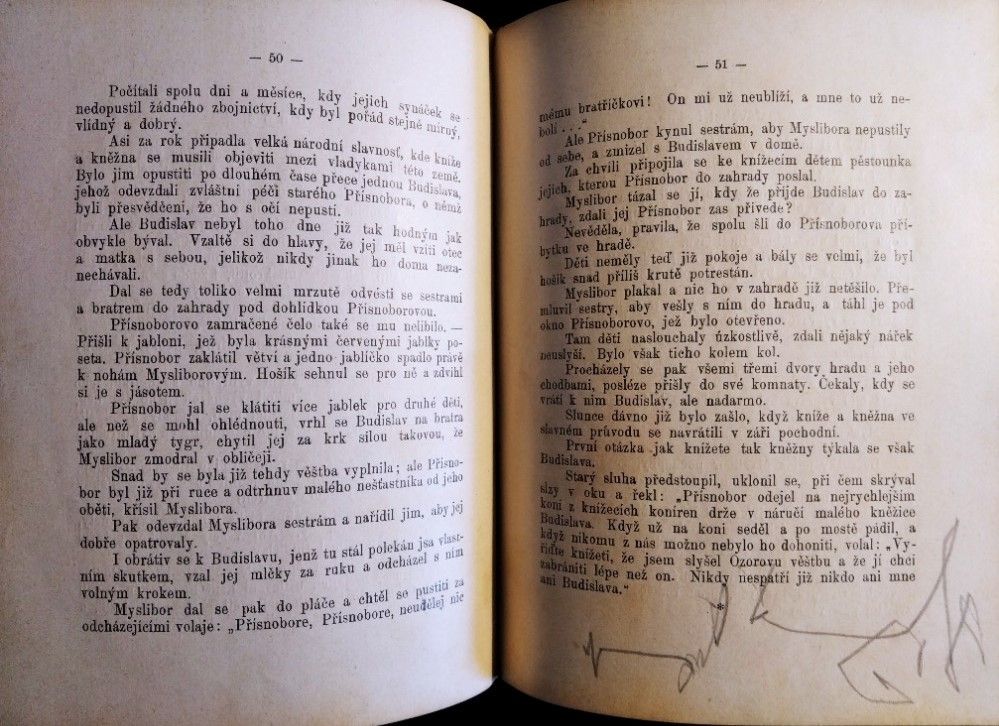 — 50 —
Počítali spolu dni a měsíce, kdy jejich synáček se
nedopustil žádného zbojnictví, kdy byl pořád stejně mírný,
vlídný a dobrý.
Asi za rok připadla velká národní slavnosť, kde kníže
a kněžna se musili objeviti mezi vladykami této země.
Bylo jim opustiti po dlouhém čase přece jednou Budislava,
jehož odevzdali zvláštní péči starého Přísnobora, o němž
byli přesvědčeni, že ho s očí nepustí.
Ale Budislav nebyl toho dne již tak hodným jak
obvykle býval. Vzaltě si do hlavy, že jej měl vzíti otec
a matka s sebou, jelikož nikdy jinak ho doma neza-
nechávali.
Dal se tedy toliko velmi mrzutě odvésti se sestrami
a bratrem do zahrady pod dohlídkou Přísnoborovou.
Přísnoborovo zamračené čelo také se mu nelíbilo. —
Přišli k jabloni, jež byla krásnými červenými jablky po-
seta. Přísnobor zaklátil větví a jedno jablíčko spadlo právě
k nohám Mysliborovým. Hošík sehnul se pro ně a zdvihl
si je s jásotem.
Přísnobor jal se klátiti více jablek pro druhé děti,
ale než se mohl ohlédnouti, vrhl se Budislav na bratra
jako mladý tygr, chytil jej za krk silou takovou, že
Myslibor zmodral v obličeji.
Snad by se byla již tehdy věštba vyplnila; ale Přísno-
bor byl již při ruce a odtrhnuv malého nešťastníka od jeho
oběti, křísil Myslibora.
Pak odevzdal Myslibora sestrám a nařídil jim, aby jej
dobře opatrovaly.
I obrátiv se k Budislavu, jenž tu stál polekán jsa vlast-
ním skutkem, vzal jej mlčky za ruku a odcházel s ním
volným krokem.
Myslibor dal se pak do pláče a chtěl se pustiti za
odcházejícími volaje: „Přísnobore, Přísnobore, neudělej nic
— 51 —
mému bratříčkovi! On mi už neublíží, a mne to už ne-
bolí . . ."
Ale Přísnobor kynul sestrám, aby Myslibora nepustily
od sebe, a zmizel s Budislavem v domě.
Za chvíli připojila se ke knížecím dětem pěstounka
jejich, kterou Přísnobor do zahrady poslal.
Myslibor tázal se jí, kdy že přijde Budislav do za-
hrady, zdali jej Přísnobor zas přivede?
Nevěděla, pravila, že spolu šli do Přísnoborova pří-
bytku ve hradě.
Děti neměly teď již pokoje a bály se velmi, že byl
hošík snad příliš krutě potrestán.
Myslibor plakal a nic ho v zahradě již netěšilo. Pře-
mluvil sestry, aby vešly s ním do hradu, a táhl je pod
okno Přísnoborovo, jež bylo otevřeno.
Tam děti naslouchaly úzkostlivě, zdali nějaký nářek
neuslyší. Bylo však ticho kolem kol.
Procházely se pak všemi třemi dvory hradu a jeho
chodbami, posléze přišly do své komnaty. Čekaly, kdy se
vrátí k nim Budislav, ale nadarmo.
Slunce dávno již bylo zašlo, když kníže a kněžna ve
slavném průvodu se navrátili v záři pochodní.
První otázka jak knížete tak kněžny týkala se však
Budislava.
Starý sluha předstoupil, uklonil se, při čem skrýval
slzy v oku a řekl: „Přísnobor odejel na nejrychlejším
koni z knížecích koníren drže v náručí malého kněžice
Budislava. Když už na koni seděl a po mostě pádil, a
když nikomu z nás možno nebylo ho dohoniti, volal: „Vy-
řiďte knížeti, že jsem slyšel Ozorovu věštbu a že jí chci
zabrániti lépe než on. Nikdy nespatří již nikdo ani mne
ani Budislava."
*